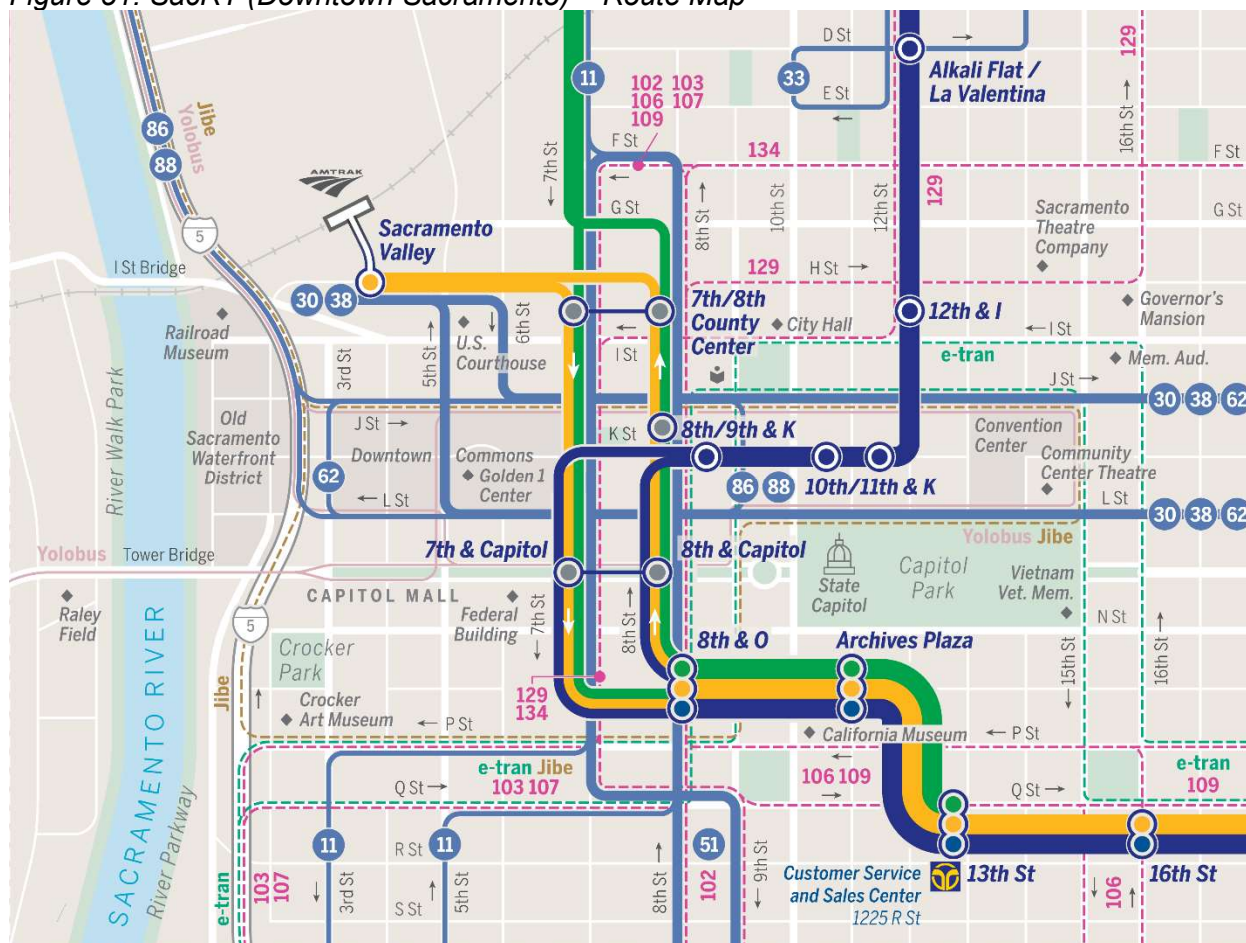 Figure 31: SacRT (Downtown Sacramento) – Route Map
D St →
129
86
88
Jibe
Yolobus
11
102 103
106 107
109
33
E St
←
Alkali Flat /
La Valentina
16th St →
F St
←
134
F St
AMTRAK
← 7th St
G St
8th St →
10th St
12th St
129
Sacramento
Theatre
Company
G St
5
Sacramento
Valley
I St Bridge
129
H St →
30 38
7th/8th
County
Center
City Hall
12th & I
Governor's
Mansion
← I St
Railroad
Museum
5th St →
U.S.
Courthouse
←
6th St
←
I St
e-tran
Mem. Aud.
3rd St
J St →
30 38 62
River Walk Park
Old
Sacramento
Waterfront
District
J St →
Downtown
Commons
Golden 1
Center
K St
8th/9th & K
Convention
Center
Community
Center Theatre
62
← L St
86 88
10th/11th & K
L St
30 38 62
Yolobus
Tower Bridge
7th & Capitol
8th & Capitol
Yolobus Jibe
State
Capitol
Capitol
Park
Vietnam
Vet. Mem.
Raley
Field
CAPITOL MALL
Federal
Building
← 7th St
8th St →
N St
5
Crocker
Park
8th & O
Archives Plaza
← 15th St
16th St →
SACRAMENTO RIVER
Jibe
Crocker
Art Museum
← P St
129
134
California Museum
← P St
e-tran Jibe
103 107
←
106 109
→
e-tran
109
Q St →
Q St →
River Parkway
11
R St
11
51
Customer Service
and Sales Center
1225 R St
13th St
16th St
103
107
e-tran
← 3rd St
S St
5th St →
8th St →
102
← 9th St
← 106 →